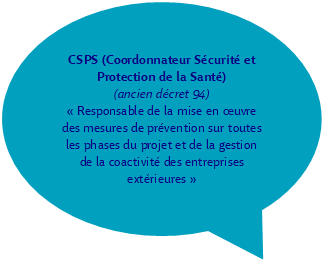 CSPS (Coordonnateur Sécurité et
Protection de la Santé)
(ancien décret 94)
« Responsable de la mise en œuvre
des mesures de prévention sur toutes
les phases du projet et de la gestion
de la coactivité des entreprises
extérieures »